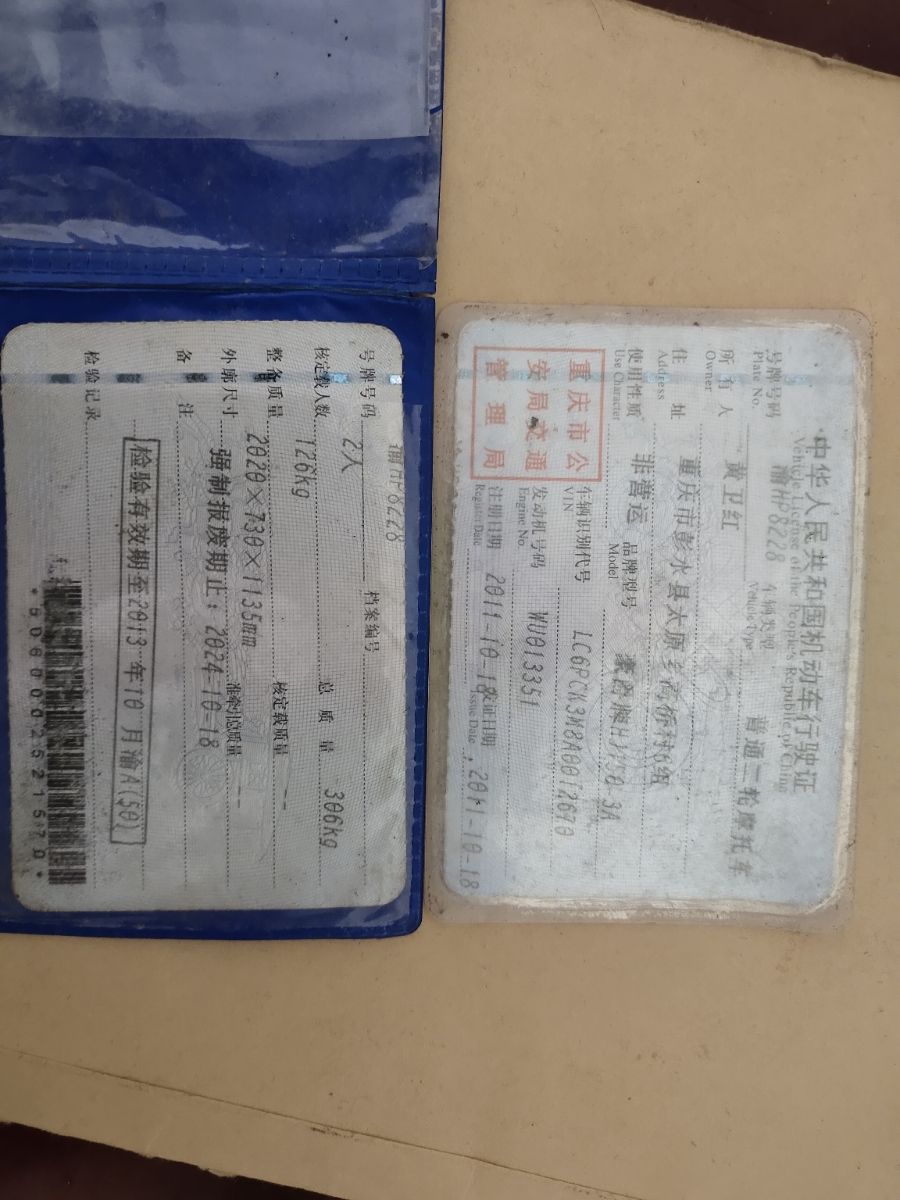 中华人民共和国机动车行驶证
Vehicle License of the People's Republic of China
号牌号码 渝HP8228 车辆类型 普通二轮摩托车
Plate No. Vehicle Type
所有人 黄卫红
Owner
住址 重庆市彭水县太原乡高桥村6组
Address
使用性质 非营运 品牌型号
Use Character Model
重庆市公安局交通管理局
车辆识别代号
VIN
发动机号码 WU013351
Engine No.
注册日期 2011-10-18 发证日期 2011-10-18
Register Date Issue Date
号牌号码 渝HP8228 档案编号
核定载人数 2人 总质量 306kg
整备质量 126kg 核定载质量 --
外廓尺寸 2020×730×1135mm 准牵引总质量 --
备注 强制报废期止：2024-10-18
检验记录 检验有效期至2013年10月渝A(50)
*5060002521570*